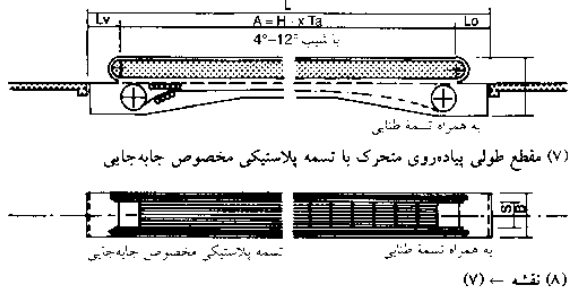 L
Lv A = H · x Ta Lo
با شیب 4°–12°
به همراه تسمهٔ طنابی
(۷) مقطع طولی پیاده‌روی متحرک با تسمه پلاستیکی مخصوص جابه‌جایی
S B
تسمه پلاستیکی مخصوص جابه‌جایی به همراه تسمهٔ طنابی
(۸) نقشه ← (۷)